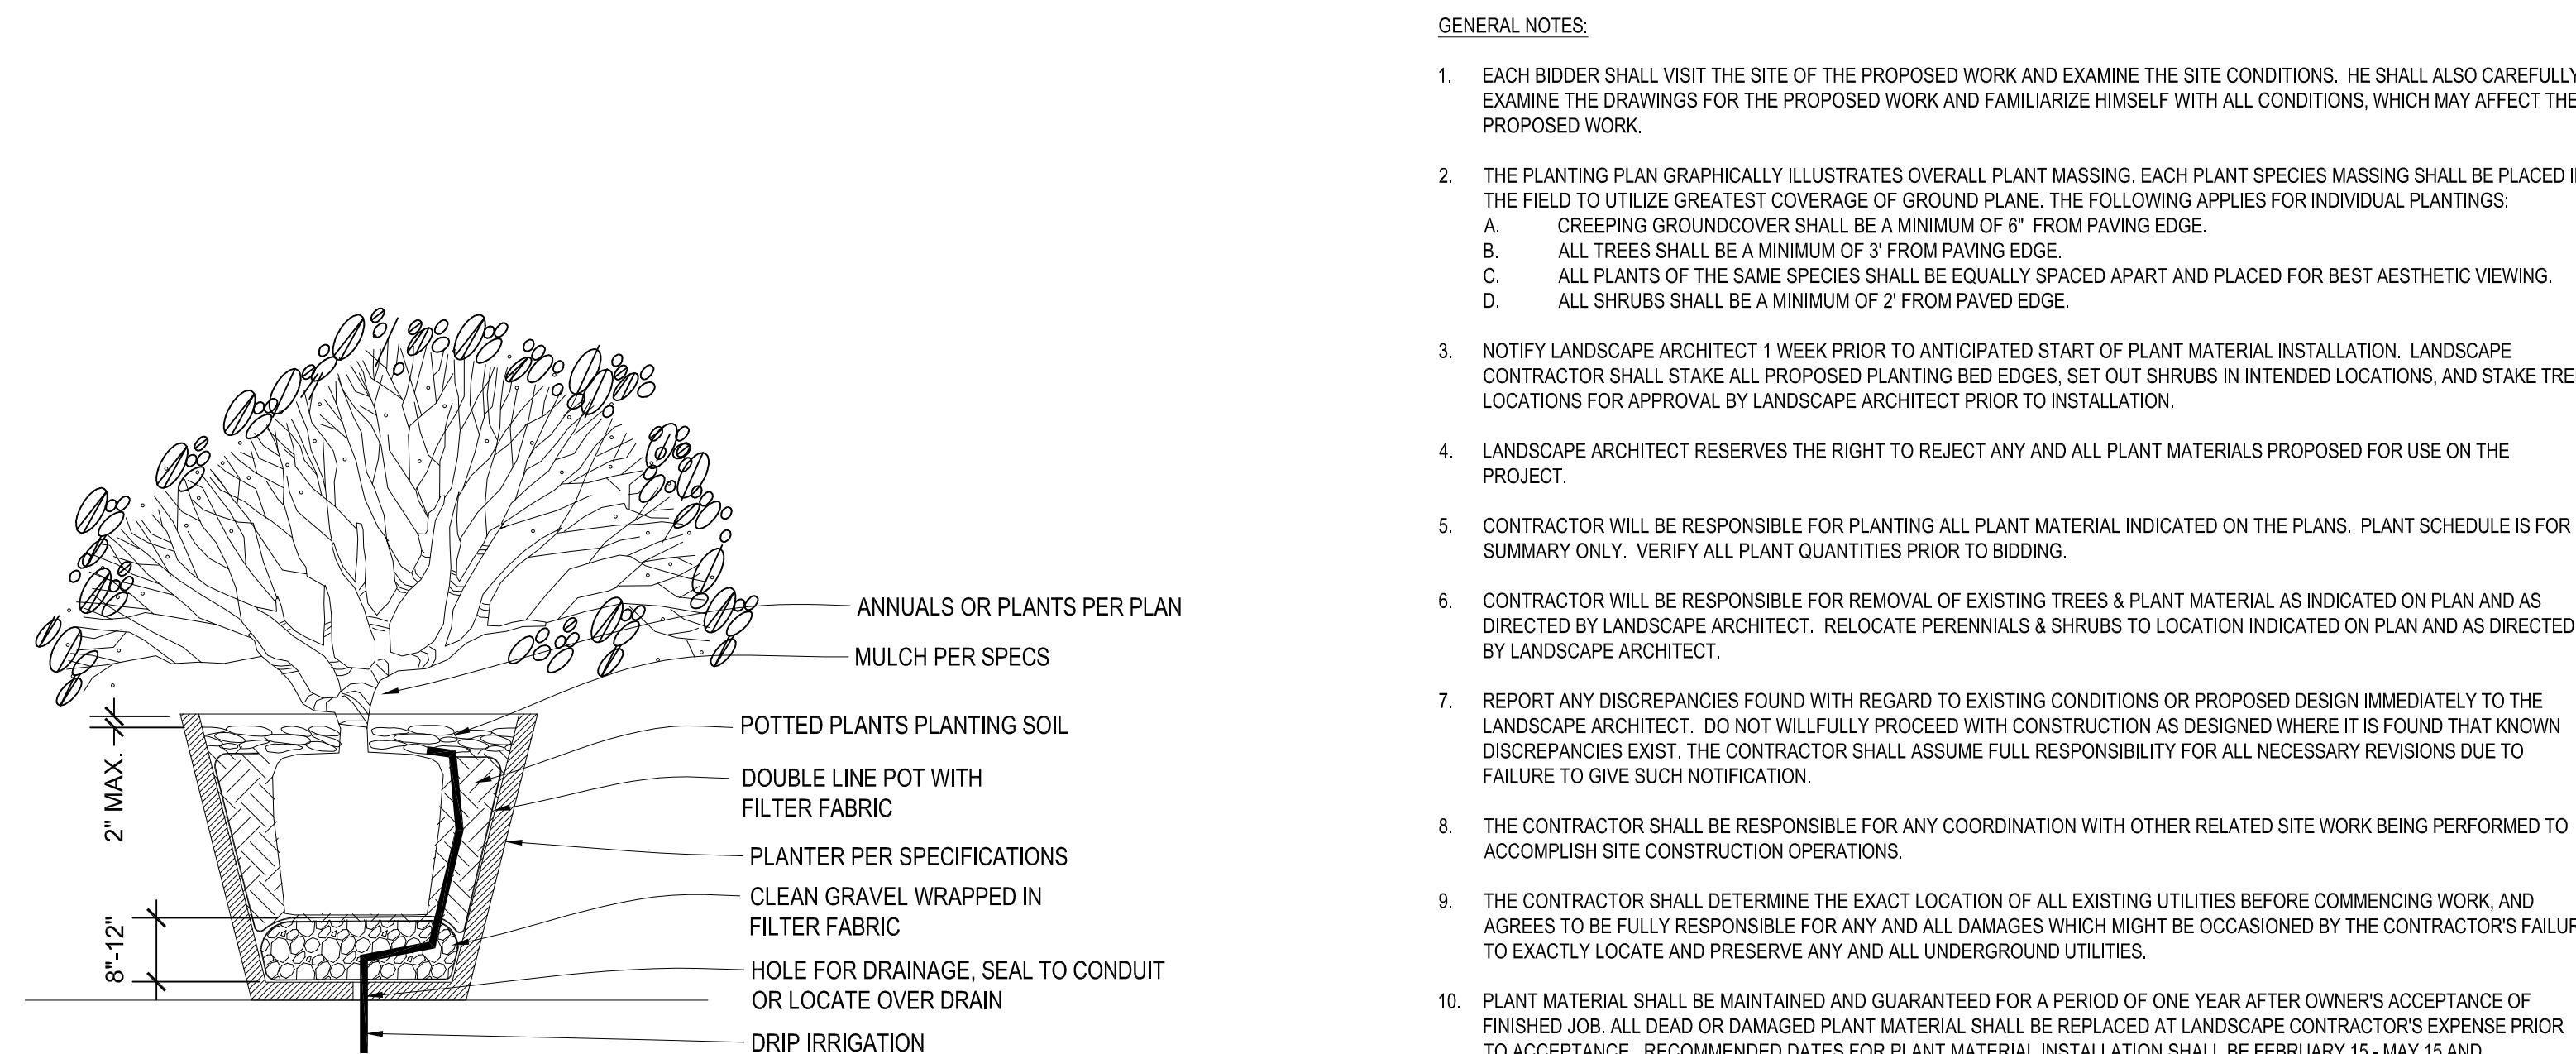 ANNUALS OR PLANTS PER PLAN
MULCH PER SPECS
POTTED PLANTS PLANTING SOIL
DOUBLE LINE POT WITH
FILTER FABRIC
PLANTER PER SPECIFICATIONS
CLEAN GRAVEL WRAPPED IN
FILTER FABRIC
HOLE FOR DRAINAGE, SEAL TO CONDUIT
OR LOCATE OVER DRAIN
DRIP IRRIGATION
2" MAX.
8"-12"
GENERAL NOTES:
1. EACH BIDDER SHALL VISIT THE SITE OF THE PROPOSED WORK AND EXAMINE THE SITE CONDITIONS. HE SHALL ALSO CAREFULLY
EXAMINE THE DRAWINGS FOR THE PROPOSED WORK AND FAMILIARIZE HIMSELF WITH ALL CONDITIONS, WHICH MAY AFFECT THE
PROPOSED WORK.
2. THE PLANTING PLAN GRAPHICALLY ILLUSTRATES OVERALL PLANT MASSING. EACH PLANT SPECIES MASSING SHALL BE PLACED
THE FIELD TO UTILIZE GREATEST COVERAGE OF GROUND PLANE. THE FOLLOWING APPLIES FOR INDIVIDUAL PLANTINGS:
A. CREEPING GROUNDCOVER SHALL BE A MINIMUM OF 6" FROM PAVING EDGE.
B. ALL TREES SHALL BE A MINIMUM OF 3' FROM PAVING EDGE.
C. ALL PLANTS OF THE SAME SPECIES SHALL BE EQUALLY SPACED APART AND PLACED FOR BEST AESTHETIC VIEWING.
D. ALL SHRUBS SHALL BE A MINIMUM OF 2' FROM PAVED EDGE.
3. NOTIFY LANDSCAPE ARCHITECT 1 WEEK PRIOR TO ANTICIPATED START OF PLANT MATERIAL INSTALLATION. LANDSCAPE
CONTRACTOR SHALL STAKE ALL PROPOSED PLANTING BED EDGES, SET OUT SHRUBS IN INTENDED LOCATIONS, AND STAKE TRE
LOCATIONS FOR APPROVAL BY LANDSCAPE ARCHITECT PRIOR TO INSTALLATION.
4. LANDSCAPE ARCHITECT RESERVES THE RIGHT TO REJECT ANY AND ALL PLANT MATERIALS PROPOSED FOR USE ON THE
PROJECT.
5. CONTRACTOR WILL BE RESPONSIBLE FOR PLANTING ALL PLANT MATERIAL INDICATED ON THE PLANS. PLANT SCHEDULE IS FOR
SUMMARY ONLY. VERIFY ALL PLANT QUANTITIES PRIOR TO BIDDING.
6. CONTRACTOR WILL BE RESPONSIBLE FOR REMOVAL OF EXISTING TREES & PLANT MATERIAL AS INDICATED ON PLAN AND AS
DIRECTED BY LANDSCAPE ARCHITECT. RELOCATE PERENNIALS & SHRUBS TO LOCATION INDICATED ON PLAN AND AS DIRECTED
BY LANDSCAPE ARCHITECT.
7. REPORT ANY DISCREPANCIES FOUND WITH REGARD TO EXISTING CONDITIONS OR PROPOSED DESIGN IMMEDIATELY TO THE
LANDSCAPE ARCHITECT. DO NOT WILLFULLY PROCEED WITH CONSTRUCTION AS DESIGNED WHERE IT IS FOUND THAT KNOWN
DISCREPANCIES EXIST. THE CONTRACTOR SHALL ASSUME FULL RESPONSIBILITY FOR ALL NECESSARY REVISIONS DUE TO
FAILURE TO GIVE SUCH NOTIFICATION.
8. THE CONTRACTOR SHALL BE RESPONSIBLE FOR ANY COORDINATION WITH OTHER RELATED SITE WORK BEING PERFORMED TO
ACCOMPLISH SITE CONSTRUCTION OPERATIONS.
9. THE CONTRACTOR SHALL DETERMINE THE EXACT LOCATION OF ALL EXISTING UTILITIES BEFORE COMMENCING WORK, AND
AGREES TO BE FULLY RESPONSIBLE FOR ANY AND ALL DAMAGES WHICH MIGHT BE OCCASIONED BY THE CONTRACTOR'S FAILUR
TO EXACTLY LOCATE AND PRESERVE ANY AND ALL UNDERGROUND UTILITIES.
10. PLANT MATERIAL SHALL BE MAINTAINED AND GUARANTEED FOR A PERIOD OF ONE YEAR AFTER OWNER'S ACCEPTANCE OF
FINISHED JOB. ALL DEAD OR DAMAGED PLANT MATERIAL SHALL BE REPLACED AT LANDSCAPE CONTRACTOR'S EXPENSE PRIOR
TO ACCEPTANCE. RECOMMENDED DATES FOR PLANT MATERIAL INSTALLATION SHALL BE FEBRUARY 15 - MAY 15 AND